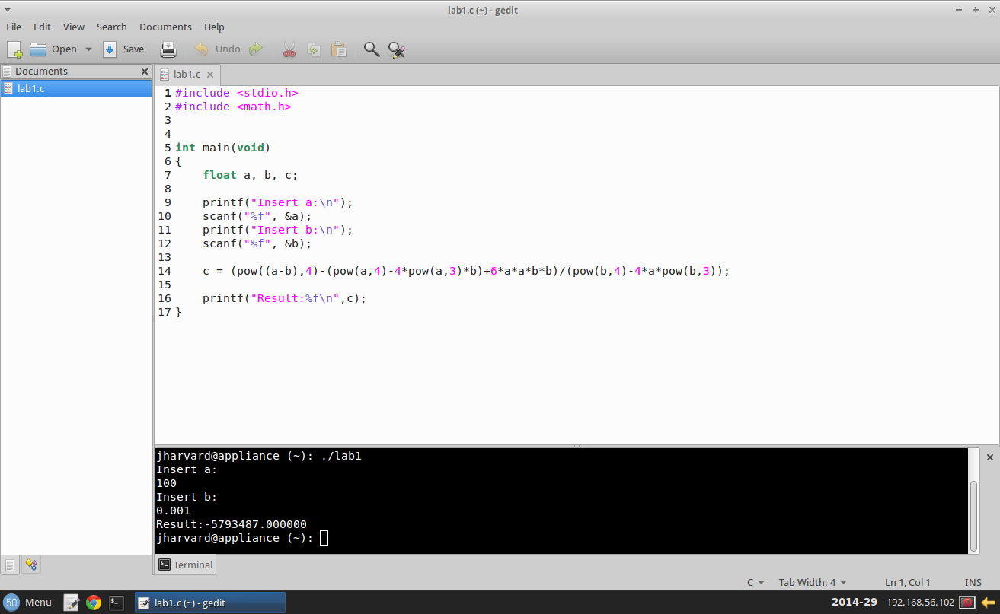 lab1.c (~) - gedit
File Edit View Search Documents Help
Open Save Undo
Documents
lab1.c
lab1.c
1 #include <stdio.h>
2 #include <math.h>
3
4
5 int main(void)
6 {
7     float a, b, c;
8
9     printf("Insert a:\n");
10     scanf("%f", &a);
11     printf("Insert b:\n");
12     scanf("%f", &b);
13
14     c = (pow((a-b),4)-(pow(a,4)-4*pow(a,3)*b)+6*a*a*b*b)/(pow(b,4)-4*a*pow(b,3));
15
16     printf("Result:%f\n",c);
17 }
jharvard@appliance (~): ./lab1
Insert a:
100
Insert b:
0.001
Result:-5793487.000000
jharvard@appliance (~):
Terminal
C Tab Width: 4 Ln 1, Col 1 INS
50 Menu lab1.c (~) - gedit 2014-29 192.168.56.102